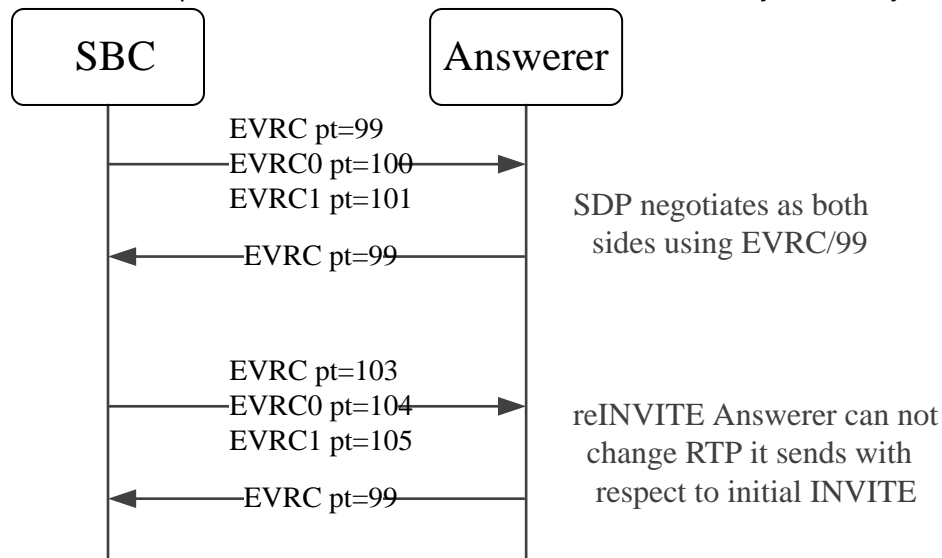 SBC
Answerer
EVRC pt=99
EVRC0 pt=100
EVRC1 pt=101
SDP negotiates as both
sides using EVRC/99
EVRC pt=99
EVRC pt=103
EVRC0 pt=104
EVRC1 pt=105
reINVITE Answerer can not
change RTP it sends with
respect to initial INVITE
EVRC pt=99